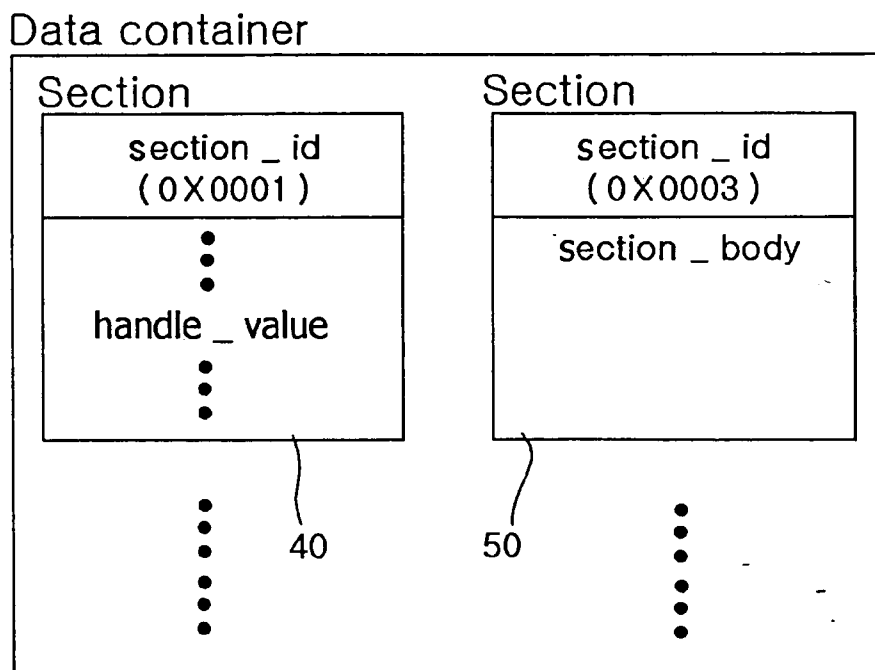 Data container
Section
section _ id
(0X0001)
handle _ value
40
Section
section _ id
(0X0003)
section _ body
50